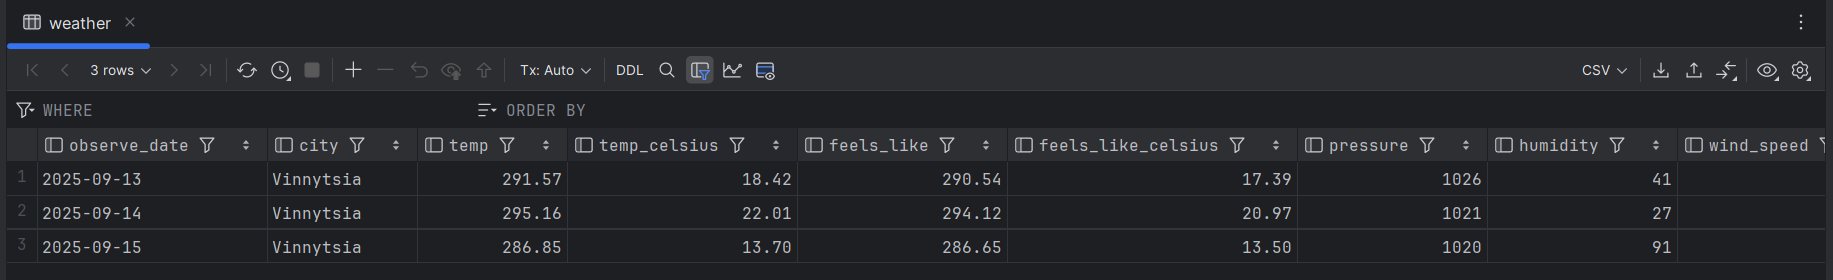 weather
3 rows Tx: Auto DDL CSV
WHERE ORDER BY
observe_date city temp temp_celsius feels_like feels_like_celsius pressure humidity wind_speed
1 2025-09-13 Vinnytsia 291.57 18.42 290.54 17.39 1026 41
2 2025-09-14 Vinnytsia 295.16 22.01 294.12 20.97 1021 27
3 2025-09-15 Vinnytsia 286.85 13.70 286.65 13.50 1020 91